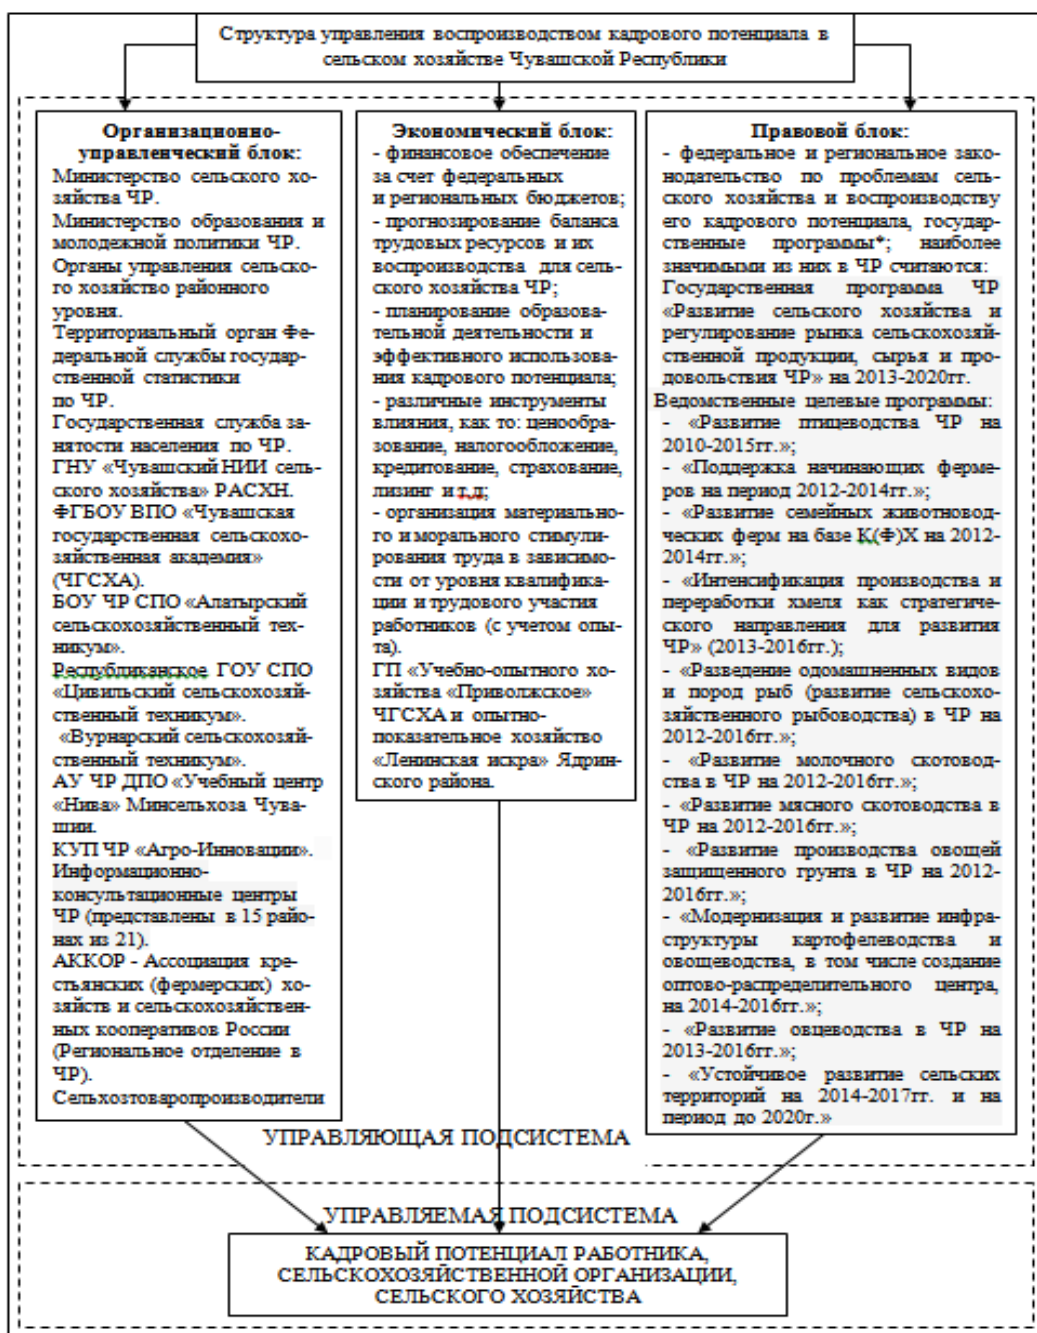 Структура управления воспроизводством кадрового потенциала в
сельском хозяйстве Чувашской Республики
Организационно-
управленческий блок:
Министерство сельского хо-
зяйства ЧР.
Министерство образования и
молодежной политики ЧР.
Органы управления сельско-
го хозяйство районного
уровня.
Территориальный орган Фе-
деральной службы государ-
ственной статистики
по ЧР.
Государственная служба за-
нятости населения по ЧР.
ГНУ «Чувашский НИИ сель-
ского хозяйства» РАСХН.
ФГБОУ ВПО «Чувашская
государственная сельскохо-
зяйственная академия»
(ЧГСХА).
БОУ ЧР СПО «Алатырский
сельскохозяйственный тех-
никум».
Республиканское ГОУ СПО
«Цивильский сельскохозяй-
ственный техникум».
«Вурнарский сельскохозяй-
ственный техникум».
АУ ЧР ДПО «Учебный центр
«Нива» Минсельхоза Чува-
шии.
КУП ЧР «Агро-Инновации».
Информационно-
консультационные центры
ЧР (представлены в 15 райо-
нах из 21).
АККОР - Ассоциация кре-
стьянских (фермерских) хо-
зяйств и сельскохозяйствен-
ных кооперативов России
(Региональное отделение в
ЧР).
Сельхозтоваропроизводители
Экономический блок:
- финансовое обеспечение
за счет федеральных
и региональных бюджетов;
- прогнозирование баланса
трудовых ресурсов и их
воспроизводства для сель-
ского хозяйства ЧР;
- планирование образова-
тельной деятельности и
эффективного использова-
ния кадрового потенциала;
- различные инструменты
влияния, как то: ценообра-
зование, налогообложение,
кредитование, страхование,
лизинг и т.д;
- организация материально-
го и морального стимули-
рования труда в зависимо-
сти от уровня квалифика-
ции и трудового участия
работников (с учетом опы-
та).
ГП «Учебно-опытного хо-
зяйства «Приволжское»
ЧГСХА и опытно-
показательное хозяйство
«Ленинская искра» Ядрин-
ского района.
Правовой блок:
- федеральное и региональное зако-
нодательство по проблемам сель-
ского хозяйства и воспроизводству
его кадрового потенциала, государ-
ственные программы*; наиболее
значимыми из них в ЧР считаются:
Государственная программа ЧР
«Развитие сельского хозяйства и
регулирование рынка сельскохозяй-
ственной продукции, сырья и про-
довольствия ЧР» на 2013-2020гг.
Ведомственные целевые программы:
- «Развитие птицеводства ЧР на
2010-2015гг.»;
- «Поддержка начинающих ферме-
ров на период 2012-2014гг.»;
- «Развитие семейных животновод-
ческих ферм на базе К(Ф)Х на 2012-
2014гг.»;
- «Интенсификация производства и
переработки хмеля как стратегиче-
ского направления для развития
ЧР» (2013-2016гг.);
- «Разведение одомашненных видов
и пород рыб (развитие сельскохо-
зяйственного рыбоводства) в ЧР на
2012-2016гг.»;
- «Развитие молочного скотовод-
ства в ЧР на 2012-2016гг.»;
- «Развитие мясного скотоводства в
ЧР на 2012-2016гг.»;
- «Развитие производства овощей
защищенного грунта в ЧР на 2012-
2016гг.»;
- «Модернизация и развитие инфра-
структуры картофелеводства и
овощеводства, в том числе создание
оптово-распределительного центра,
на 2014-2016гг.»;
- «Развитие овцеводства в ЧР на
2013-2016гг.»;
- «Устойчивое развитие сельских
территорий на 2014-2017гг. и на
период до 2020г.»
УПРАВЛЯЮЩАЯ ПОДСИСТЕМА
УПРАВЛЯЕМАЯ ПОДСИСТЕМА
КАДРОВЫЙ ПОТЕНЦИАЛ РАБОТНИКА,
СЕЛЬСКОХОЗЯЙСТВЕННОЙ ОРГАНИЗАЦИИ,
СЕЛЬСКОГО ХОЗЯЙСТВА